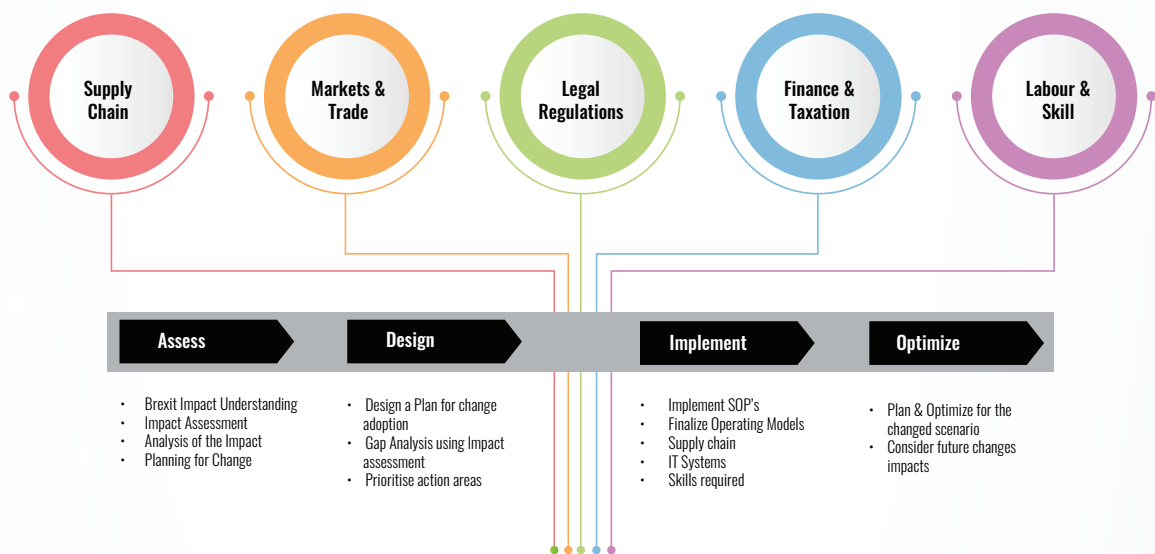 Supply
Chain
Markets &
Trade
Legal
Regulations
Finance &
Taxation
Labour &
Skill
Assess
Design
Implement
Optimize
• Brexit Impact Understanding
• Impact Assessment
• Analysis of the Impact
• Planning for Change
• Design a Plan for change
adoption
• Gap Analysis using Impact
assessment
• Prioritise action areas
• Implement SOP's
• Finalize Operating Models
• Supply chain
• IT Systems
• Skills required
• Plan & Optimize for the
changed scenario
• Consider future changes
impacts